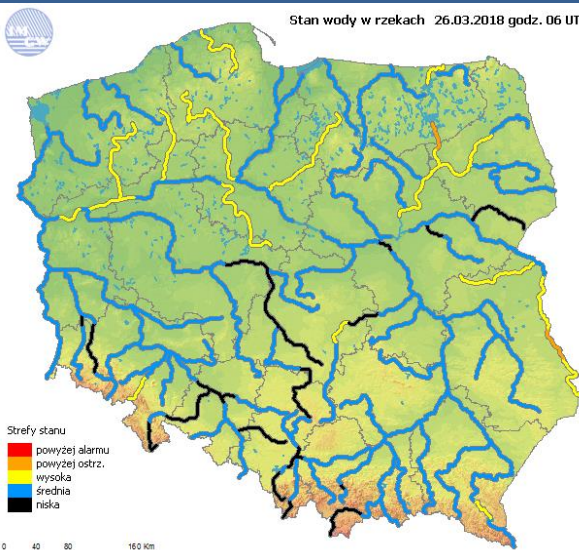 Stan wody w rzekach 26.03.2018 godz. 06 UT
Strefy stanu
powyżej alarmu
powyżej ostrz.
wysoka
średnia
niska
0 40 80 160 Km